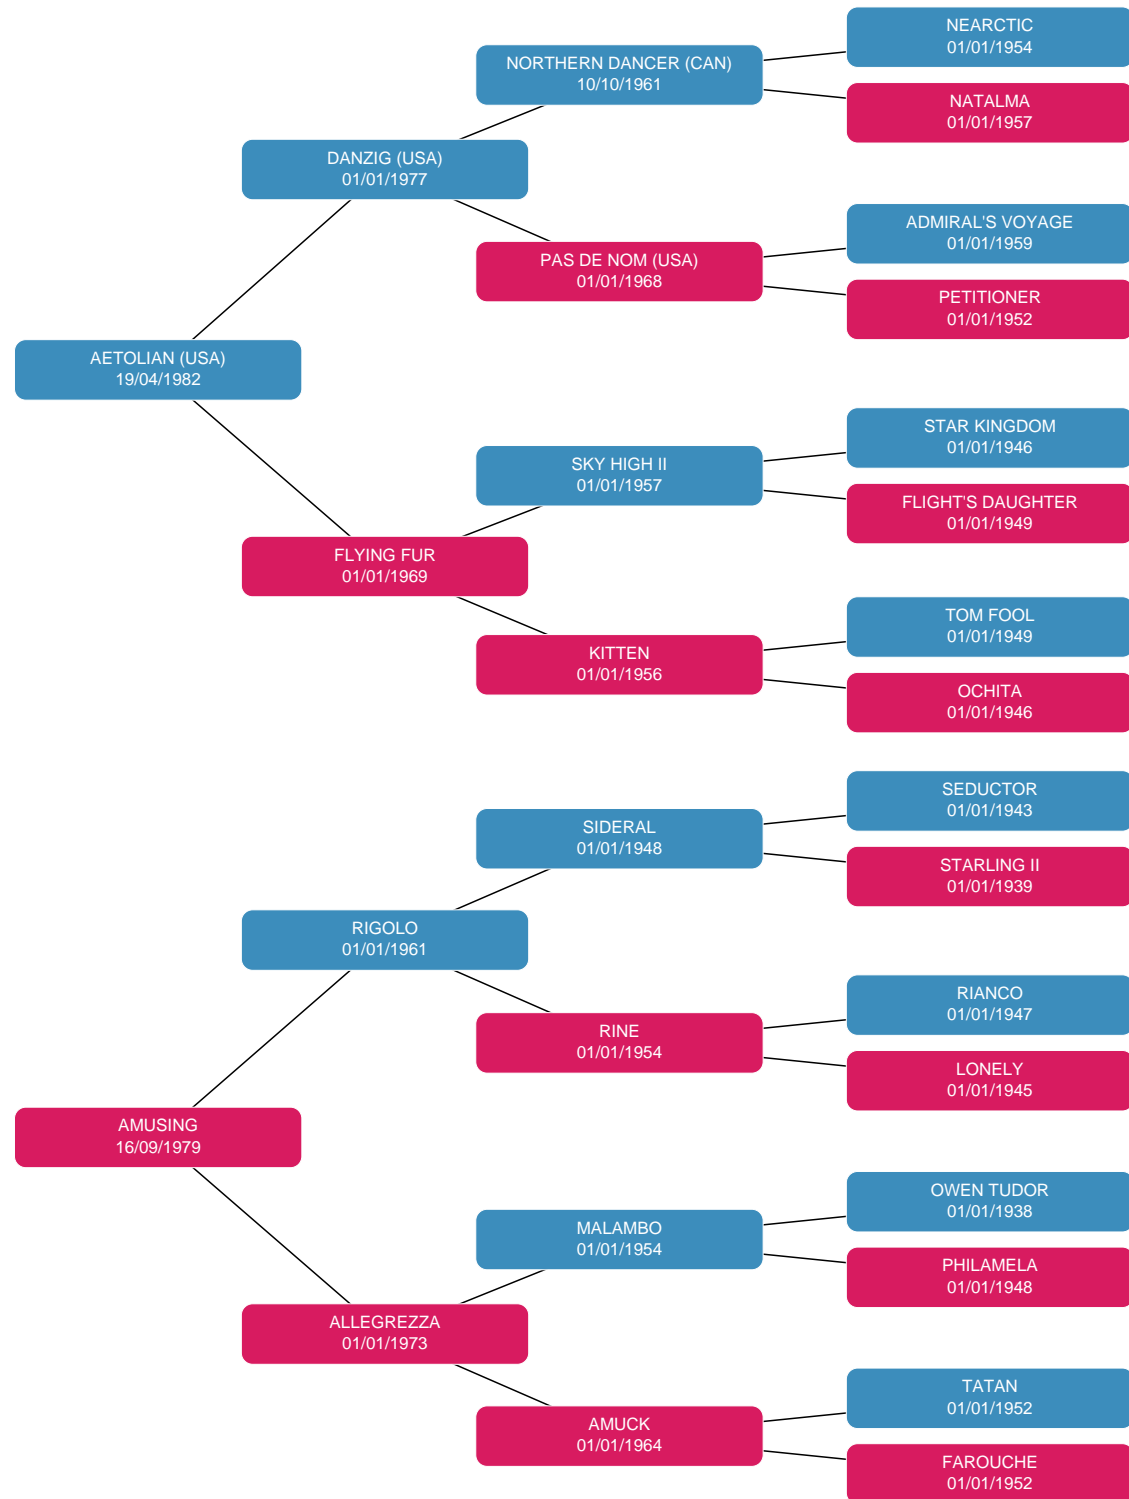 NEARCTIC
01/01/1954
NORTHERN DANCER (CAN)
10/10/1961
NATALMA
01/01/1957
DANZIG (USA)
01/01/1977
ADMIRAL'S VOYAGE
01/01/1959
PAS DE NOM (USA)
01/01/1968
PETITIONER
01/01/1952
AETOLIAN (USA)
19/04/1982
STAR KINGDOM
01/01/1946
SKY HIGH II
01/01/1957
FLIGHT'S DAUGHTER
01/01/1949
FLYING FUR
01/01/1969
TOM FOOL
01/01/1949
KITTEN
01/01/1956
OCHITA
01/01/1946
SEDUCTOR
01/01/1943
SIDERAL
01/01/1948
STARLING II
01/01/1939
RIGOLO
01/01/1961
RIANCO
01/01/1947
RINE
01/01/1954
LONELY
01/01/1945
AMUSING
16/09/1979
OWEN TUDOR
01/01/1938
MALAMBO
01/01/1954
PHILAMELA
01/01/1948
ALLEGREZZA
01/01/1973
TATAN
01/01/1952
AMUCK
01/01/1964
FAROUCHE
01/01/1952